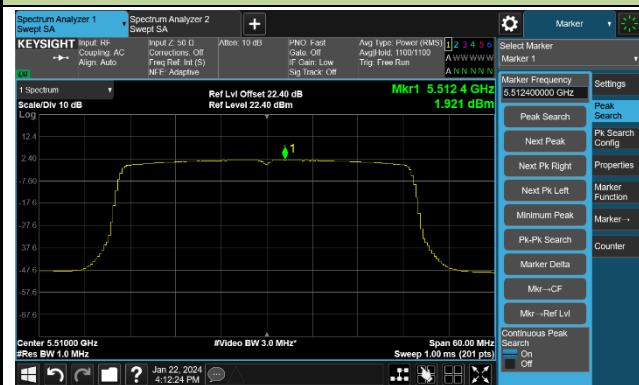 Spectrum Analyzer 1
Swept SA
Spectrum Analyzer 2
Swept SA
+
Marker
KEYSIGHT
Input: RF
Coupling: AC
Align: Auto
Input Z: 50 Ω
Corrections: Off
Freq Ref: Int (S)
NFE: Adaptive
Atten: 10 dB
PNO: Fast
Gate: Off
IF Gain: Low
Sig Track: Off
Avg Type: Power (RMS)
Avg|Hold: 1100/1100
Trig: Free Run
1 2 3 4 5 6
A W W W W W
A N N N N N
LXI
Select Marker
Marker 1
1 Spectrum
Scale/Div 10 dB
Log
Ref Lvl Offset 22.40 dB
Ref Level 22.40 dBm
Mkr1 5.512 4 GHz
1.921 dBm
12.4
2.40
-7.60
-17.6
-27.6
-37.6
-47.6
-57.6
-67.6
1
Center 5.51000 GHz
#Res BW 1.0 MHz
#Video BW 3.0 MHz*
Span 60.00 MHz
Sweep 1.00 ms (201 pts)
Marker Frequency
5.512400000 GHz
Peak Search
Next Peak
Next Pk Right
Next Pk Left
Minimum Peak
Pk-Pk Search
Marker Delta
Mkr→CF
Mkr→Ref Lvl
Continuous Peak
Search
On
Off
Settings
Peak
Search
Pk Search
Config
Properties
Marker
Function
Marker→
Counter
?
Jan 22, 2024
4:12:24 PM